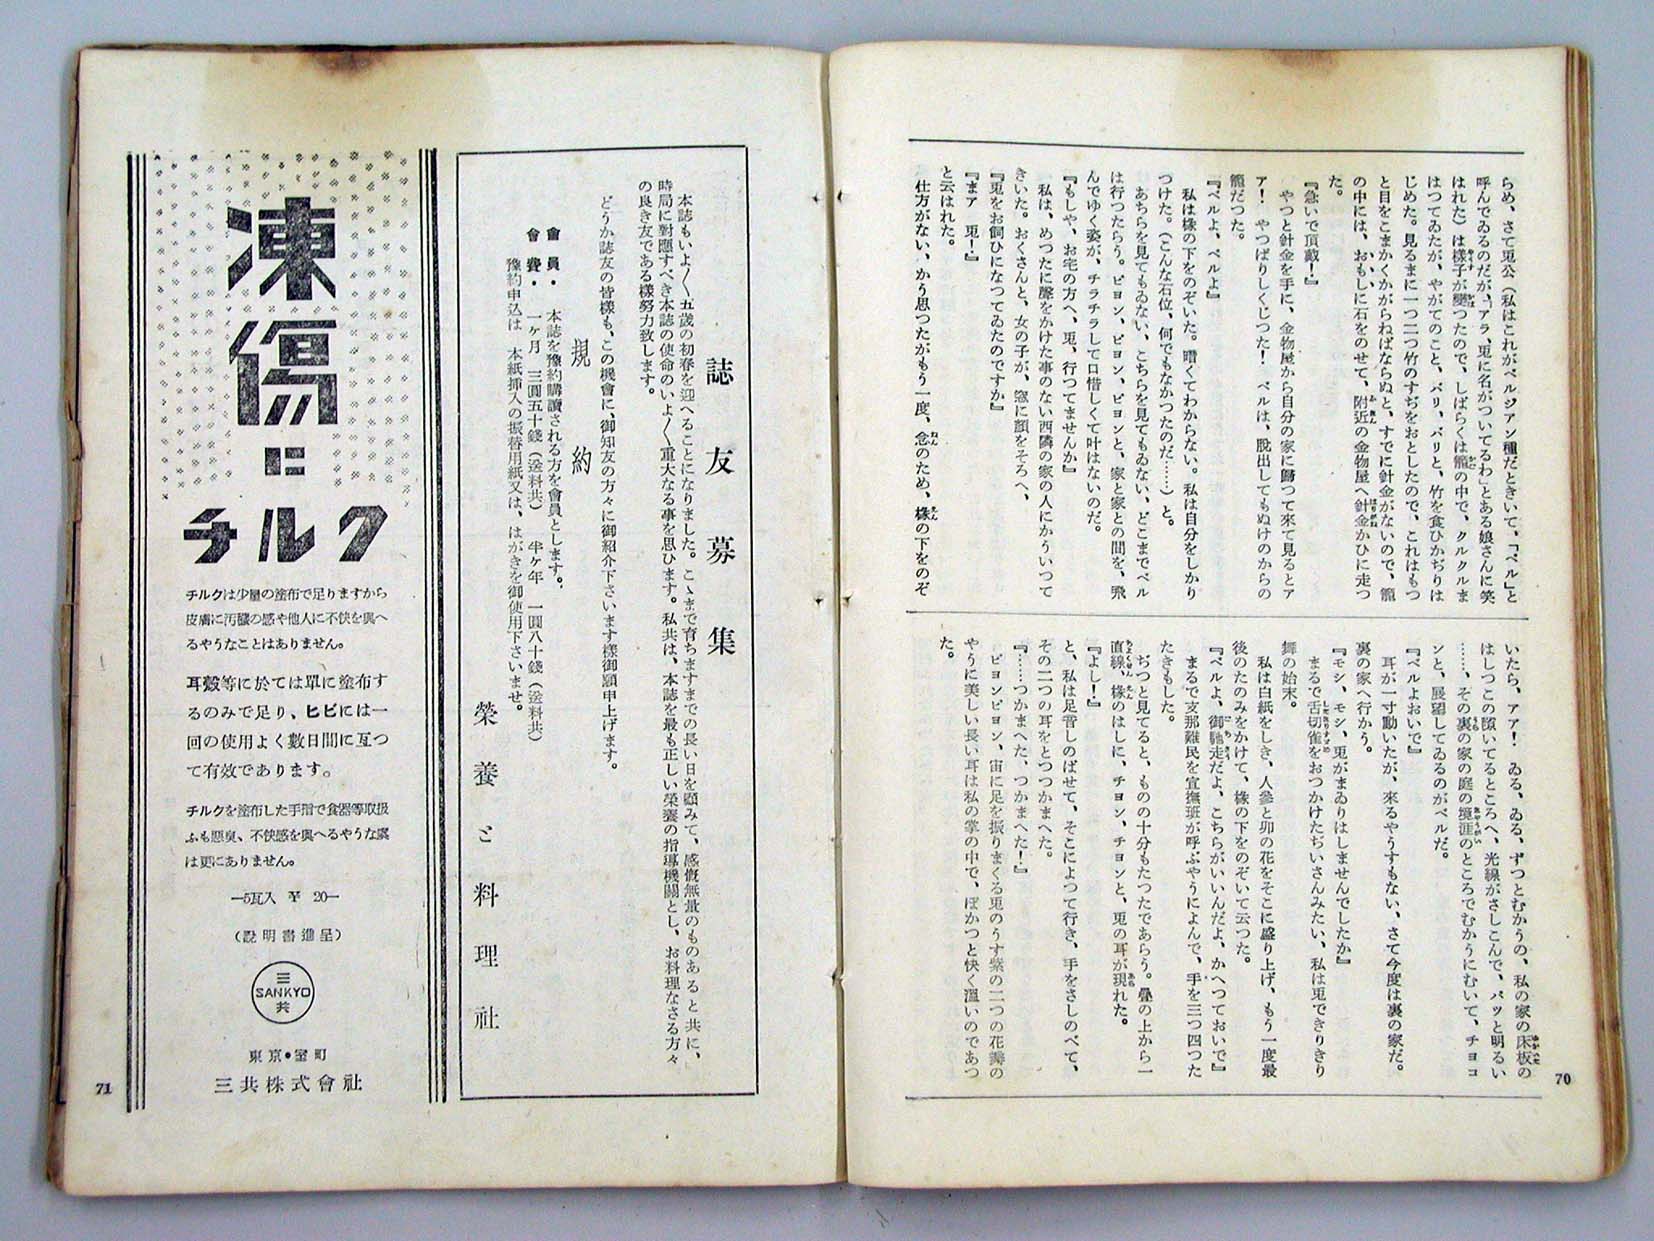 らめ、さて兎公(私はこれがベルジアン種だときいて、「ベル」と
呼んでゐるのだが、「アラ、兎に名がついてるわ」とある娘さんに笑
はれた)は樣子が變つたので、しばらくは籠の中で、クルクルま
はつてゐたが、やがてのこと、バリ、バリと、竹を食ひかぢりは
じめた。見るまに一つ二つ竹のすぢをおとしたので、これはもつ
と目をこまかくかがらねばならぬと、すでに針金がないので、籠
の中には、おもしに石をのせて、附近の金物屋へ針金かひに走つ
た。
『急いで頂戴!』
やつと針金を手に、金物屋から自分の家に歸つて來て見るとア
ア! やつぱりしくじつた! ベルは、脱出してもぬけのからの
籠だつた。
『ベルよ、ベルよ』
私は椽の下をのぞいた。暗くてわからない。私は自分をしかり
つけた。(こんな石位、何でもなかつたのだ……)と。
あちらを見てもゐない、こちらを見てもゐない、どこまでベル
は行つたらう。ピヨン、ピヨン、ピヨンと、家と家との間を、飛
んでゆく姿が、チラチラして口惜しくて叶はないのだ。
『もしや、お宅の方へ、兎、行つてませんか』
私は、めつたに聲をかけた事のない西隣の家の人にかういつて
きいた。おくさんと、女の子が、窓に顏をそろへ、
『兎をお飼ひになつてゐたのですか』
『まア 兎!』
と云はれた。
仕方がない、かう思つたがもう一度、念のため、椽の下をのぞ
いたら、アア! ゐる、ゐる、ずつとむかうの、私の家の床板の
はしつこの隙いてるところへ、光線がさしこんで、パツと明るい
……、その裏の家の庭の境涯のところでむかうにむいて、チョコ
ンと、展望してゐるのがベルだ。
『ベルよおいで』
耳が一寸動いたが、來るやうすもない、さて今度は裏の家だ。
裏の家へ行かう。
『モシ、モシ、兎がまゐりはしませんでしたか』
まるで舌切雀をおつかけたぢいさんみたい、私は兎できりきり
舞の始末。
私は白紙をしき、人參と卯の花をそこに盛り上げ、もう一度最
後のたのみをかけて、椽の下をのぞいて云つた。
『ベルよ、御馳走だよ、こちらがいいんだよ、かへつておいで』
まるで支那難民を宣撫班が呼ぶやうによんで、手を三つ四つた
たきもした。
ぢつと見てると、ものの十分もたつたであらう。疊の上から一
直線、椽のはしに、チヨン、チヨンと、兎の耳が現れた。
『よし!』
と、私は足音しのばせて、そこによつて行き、手をさしのべて、
その二つの耳をとつつかまへた。
『……つかまへた、つかまへた!』
ピヨンピヨン、宙に足を振りまくる兎のうす紫の二つの花瓣の
やうに美しい長い耳は私の掌の中で、ぽかつと快く溫いのであつ
た。
70
誌友募集
本誌もいよ〱五歳の初春を迎へることになりました。こゝまで育ちますまでの長い日を顧みて、感慨無量のものあると共に、
時局に對應すべき本誌の使命のいよ〱重大なる事を思ひます。私共は、本誌を最も正しい榮養の指導機關とし、お料理なさる方々
の良き友である樣努力致します。
どうか誌友の皆樣も、この機會に、御知友の方々に御紹介下さいます樣御願申上げます。
規約
會員・ 本誌を豫約購讀される方を會員とします。
會費・ 一ヶ月 三圓五十錢(送料共) 半ヶ年 一圓八十錢(送料共)
豫約申込は、本紙挿入の振替用紙又は、はがきを御使用下さいませ。
榮養と料理社
凍傷に
チルク
チルクは少量の塗布で足りますから
皮膚に汚醜の感や他人に不快を與へ
るやうなことはありません。
耳殼等に於ては單に塗布す
るのみで足り、ヒビには一
回の使用よく數日間に亙つ
て有效であります。
チルクを塗布した手指で食器等取扱
ふも惡臭、不快感を與へるやうな虞
は更にありません。
—5瓦入 ¥ 20—
(説明書進呈)
三
SANKYO
共
東京・室町
三共株式會社
71